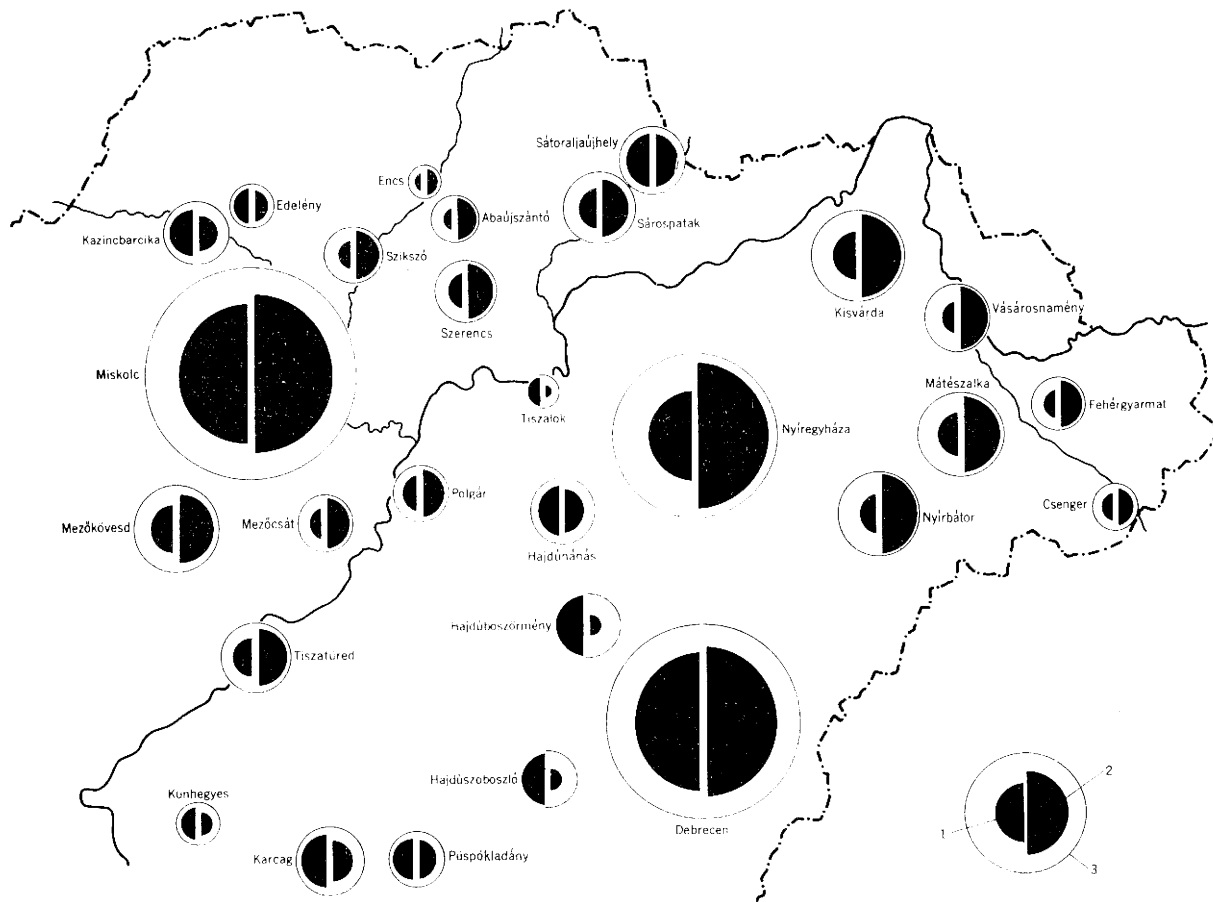 Sátoraljaújhely
Encs
Edelény
Abaújszántó
Sárospatak
Kazincbarcika
Szikszó
Kisvárda
Vásárosnamény
Szerencs
Miskolc
Mátészalka
Tiszalök
Fehérgyarmat
Nyíregyháza
Polgár
Mezőkövesd
Mezőcsát
Nyírbátor
Csenger
Hajdúnánás
Hajdúböszörmény
Tiszafüred
Hajdúszoboszló
Kunhegyes
Debrecen
Karcag
Püspökladány
1
2
3